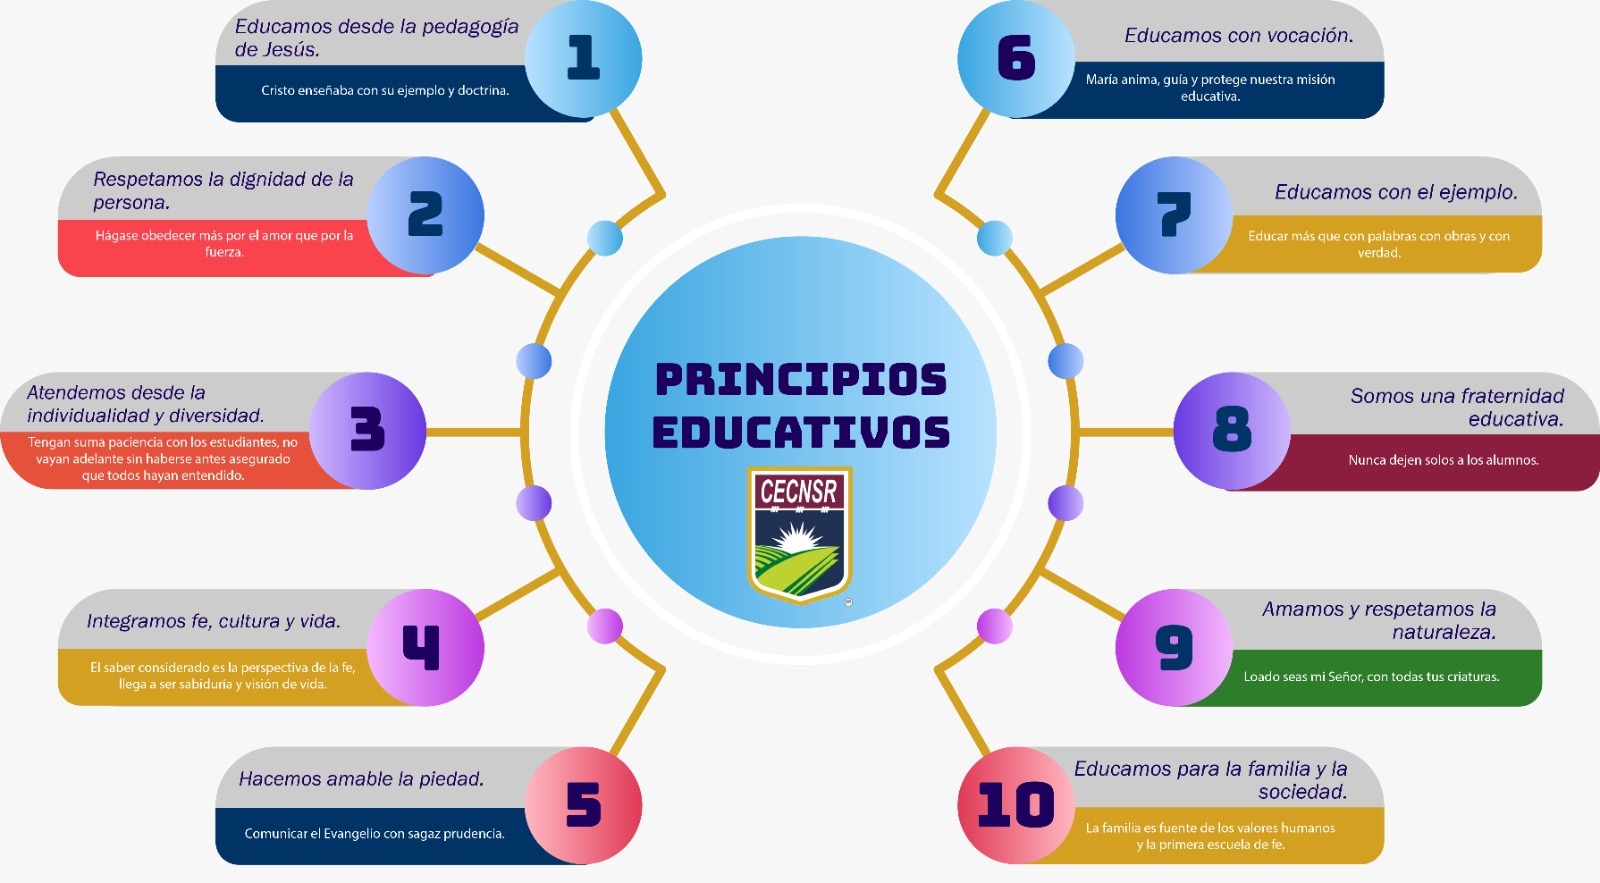 PRINCIPIOS
EDUCATIVOS
CECNSR
1
Educamos desde la pedagogía
de Jesús.
Cristo enseñaba con su ejemplo y doctrina.
2
Respetamos la dignidad de la
persona.
Hágase obedecer más por el amor que por la
fuerza.
3
Atendemos desde la
individualidad y diversidad.
Tengan suma paciencia con los estudiantes, no
vayan adelante sin haberse antes asegurado
que todos hayan entendido.
4
Integramos fe, cultura y vida.
El saber considerado es la perspectiva de la fe,
llega a ser sabiduría y visión de vida.
5
Hacemos amable la piedad.
Comunicar el Evangelio con sagaz prudencia.
6
Educamos con vocación.
María anima, guía y protege nuestra misión
educativa.
7
Educamos con el ejemplo.
Educar más que con palabras con obras y con
verdad.
8
Somos una fraternidad
educativa.
Nunca dejen solos a los alumnos.
9
Amamos y respetamos la
naturaleza.
Loado seas mi Señor, con todas tus criaturas.
10
Educamos para la familia y la
sociedad.
La familia es fuente de los valores humanos
y la primera escuela de fe.